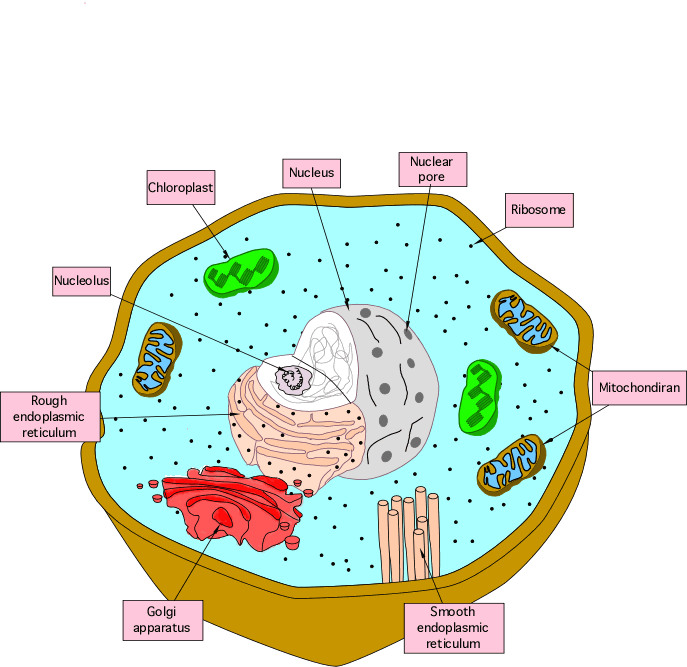 Nuclear
pore
Nucleus
Chloroplast
Ribosome
Nucleolus
Mitochondiran
Rough
endoplasmic
reticulum
Golgi
apparatus
Smooth
endoplasmic
reticulum